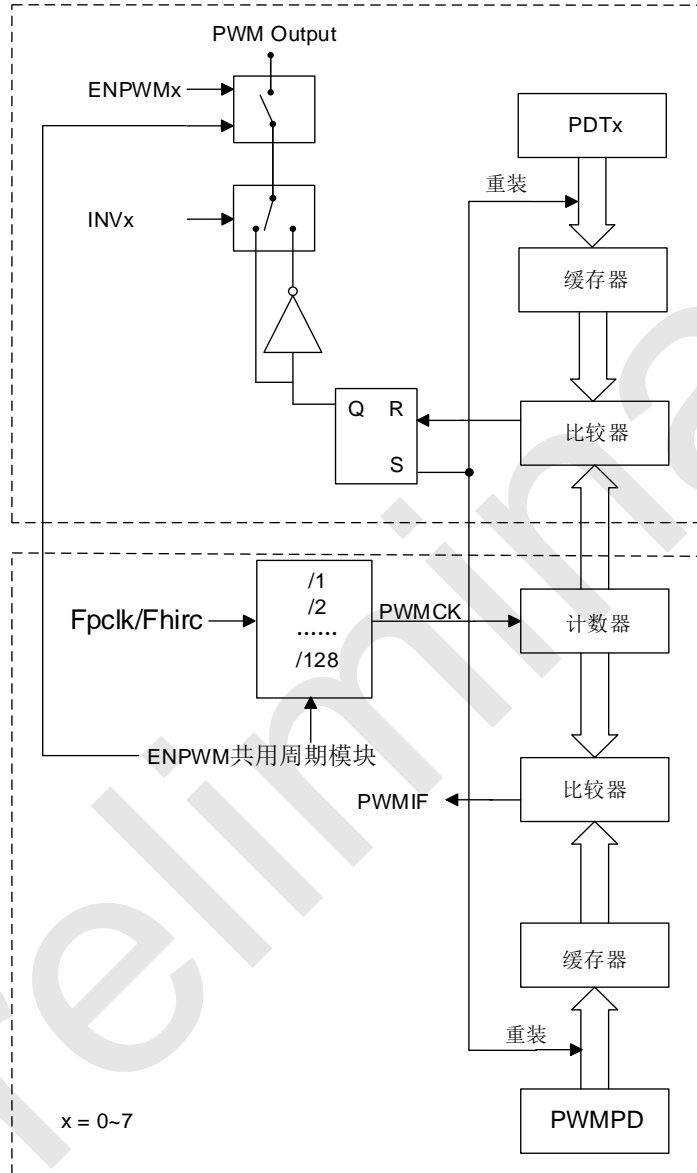 PWM Output
ENPWMx
PDTx
重装
INVx
缓存器
Q R
比较器
S
/1
/2
......
/128
Fpclk/Fhirc
PWMCK
计数器
ENPWM共用周期模块
PWMIF
比较器
缓存器
重装
x = 0~7
PWMPD